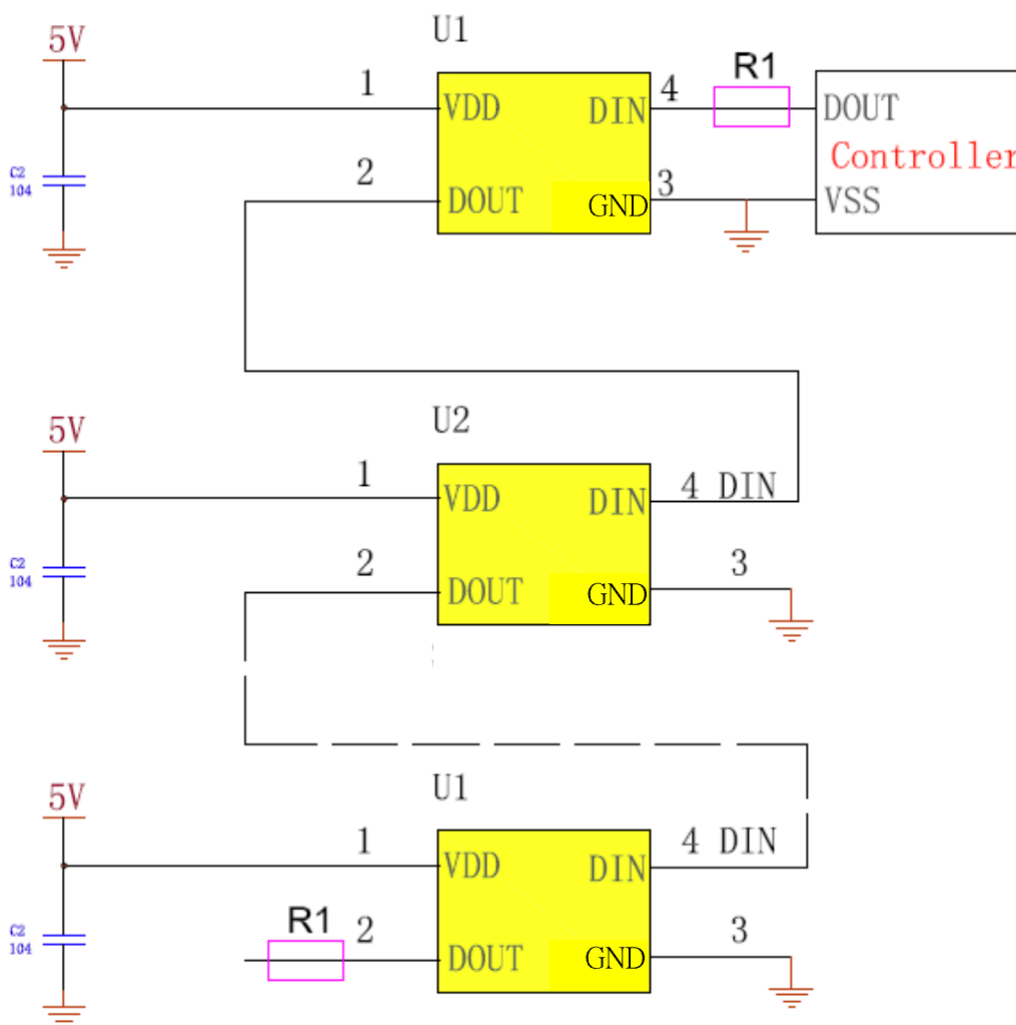 U1
5V
1
VDD
DIN
4
R1
DOUT
Controller
C2
104
2
DOUT
GND
3
VSS
U2
5V
1
VDD
DIN
4 DIN
C2
104
2
DOUT
GND
3
U1
5V
1
VDD
DIN
4 DIN
R1
C2
104
2
DOUT
GND
3